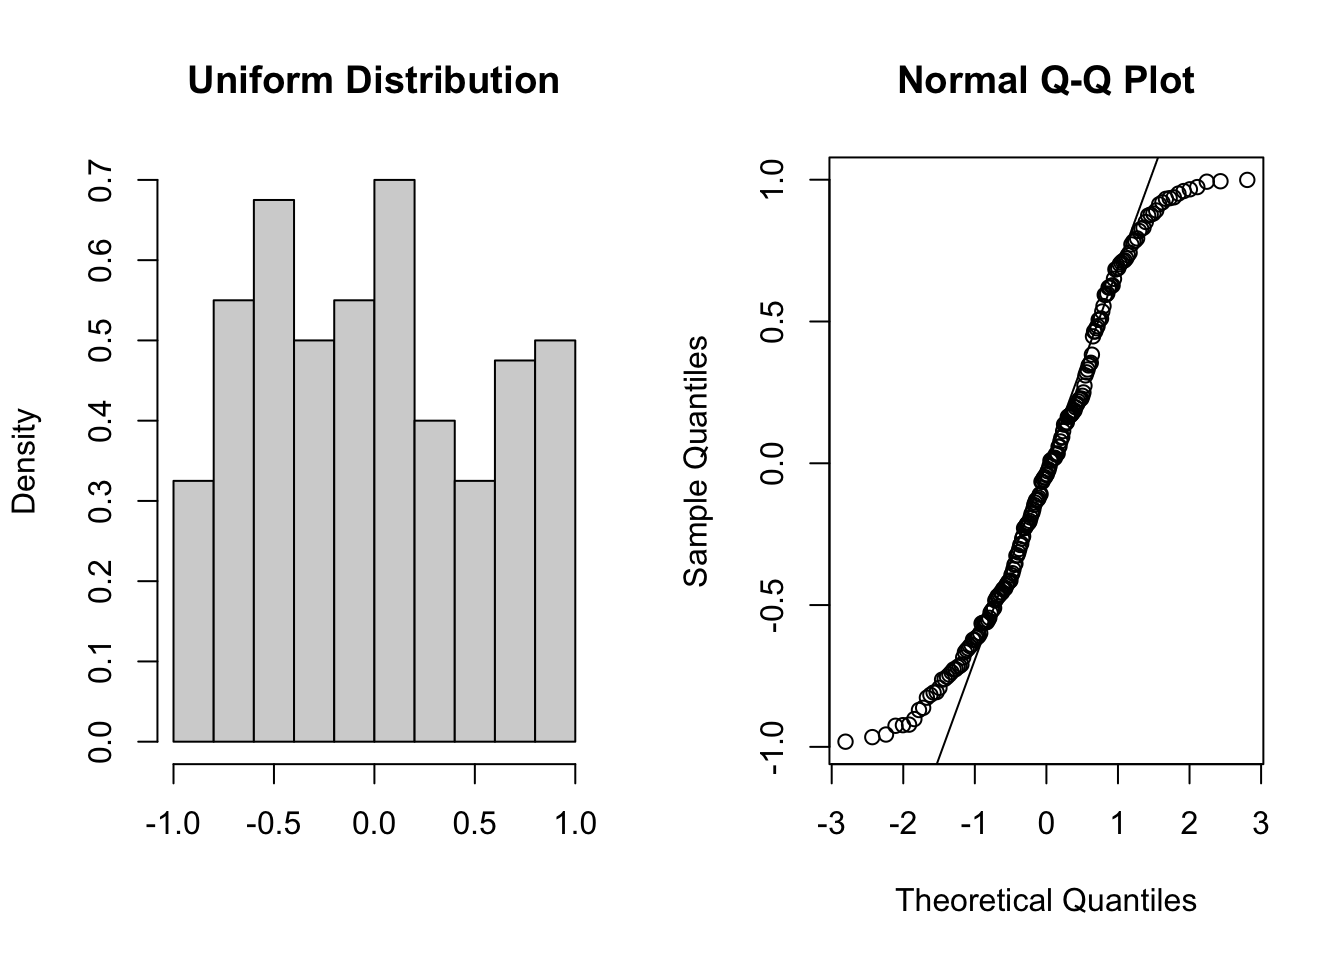 Uniform Distribution
Density
0.7
0.6
0.5
0.4
0.3
0.2
0.1
0.0
-1.0 -0.5 0.0 0.5 1.0
Normal Q-Q Plot
Sample Quantiles
1.0
0.5
0.0
-0.5
-1.0
-3 -2 -1 0 1 2 3
Theoretical Quantiles